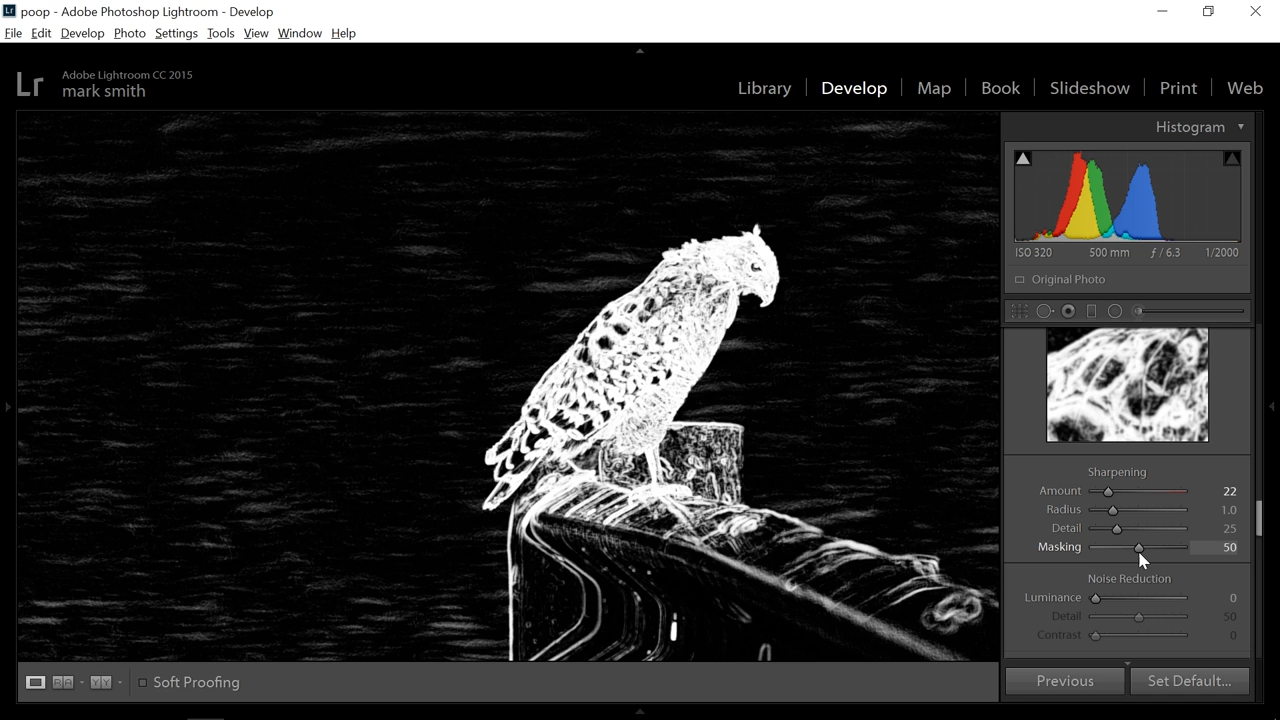 poop - Adobe Photoshop Lightroom - Develop
File Edit Develop Photo Settings Tools View Window Help
Lr Adobe Lightroom CC 2015
mark smith
Library Develop Map Book Slideshow Print Web
Histogram
ISO 320 500 mm ƒ / 6.3 1/2000
Original Photo
Sharpening
Amount 22
Radius 1.0
Detail 25
Masking 50
Noise Reduction
Luminance 0
Detail 50
Contrast 0
Soft Proofing
Previous Set Default...